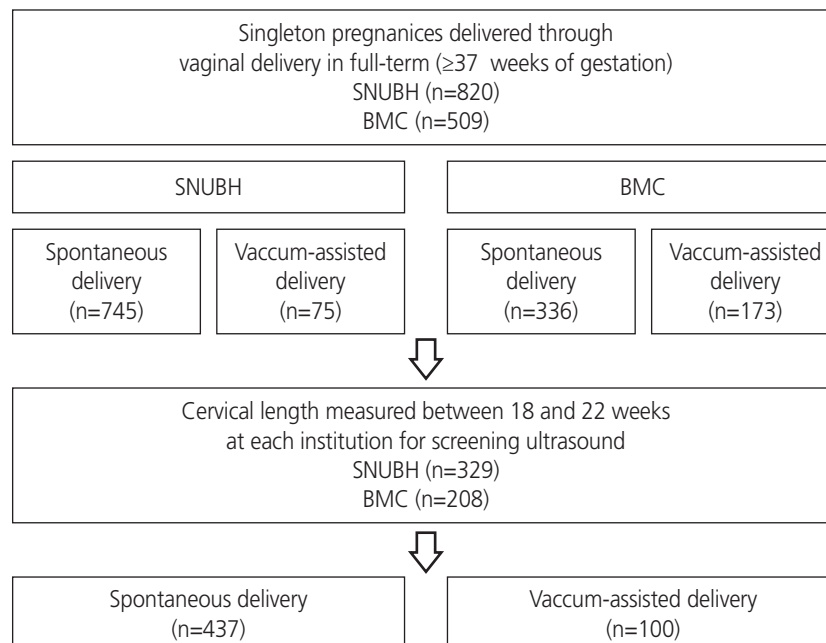 Singleton pregnanices delivered through
vaginal delivery in full-term (≥37 weeks of gestation)
SNUBH (n=820)
BMC (n=509)
SNUBH
BMC
Spontaneous
delivery
(n=745)
Vaccum-assisted
delivery
(n=75)
Spontaneous
delivery
(n=336)
Vaccum-assisted
delivery
(n=173)
Cervical length measured between 18 and 22 weeks
at each institution for screening ultrasound
SNUBH (n=329)
BMC (n=208)
Spontaneous delivery
(n=437)
Vaccum-assisted delivery
(n=100)